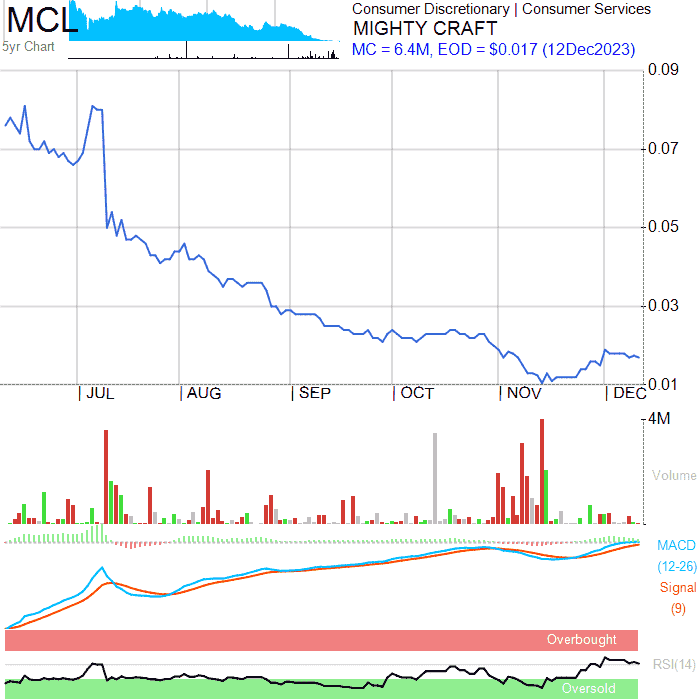 MCL
5yr Chart
Consumer Discretionary | Consumer Services
MIGHTY CRAFT
MC = 6.4M, EOD = $0.017 (12Dec2023)
0.09
0.07
0.05
0.03
0.01
| JUL | AUG | SEP | OCT | NOV | DEC
4M
Volume
MACD
(12-26)
Signal
(9)
Overbought
RSI(14)
Oversold